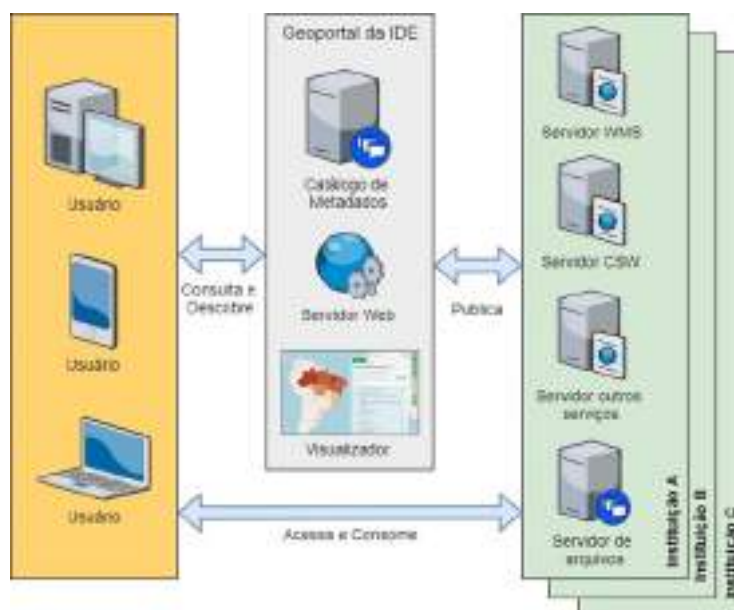 Usuário
Usuário
Usuário
Consulta e
Descobre
Geoportal da IDE
Catálogo de
Metadados
Servidor Web
Visualizador
Publica
Acessa e Consome
Servidor WMS
Servidor CSW
Servidor outros
serviços
Servidor de
arquivos
Instituição A
Instituição B
Instituição C